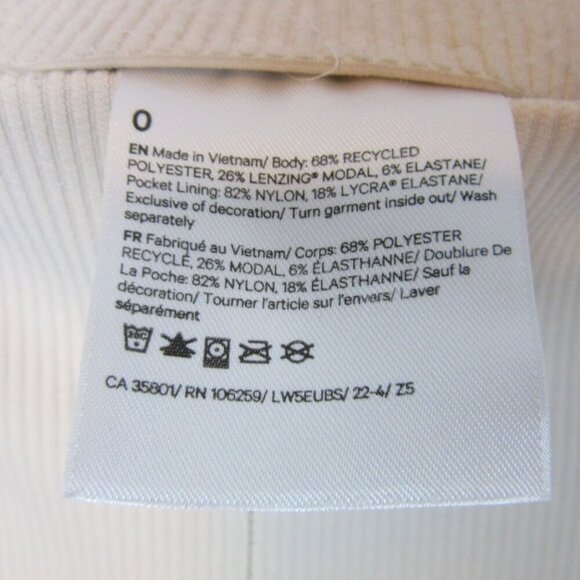 0
EN Made in Vietnam/ Body: 68% RECYCLED
POLYESTER, 26% LENZING® MODAL, 6% ELASTANE/
Pocket Lining: 82% NYLON, 18% LYCRA® ELASTANE/
Exclusive of decoration/ Turn garment inside out/ Wash
separately
FR Fabriqué au Vietnam/ Corps: 68% POLYESTER
RECYCLÉ, 26% MODAL, 6% ÉLASTHANNE/ Doublure De
La Poche: 82% NYLON, 18% ÉLASTHANNE/ Sauf la
décoration/ Tourner l'article sur l'envers/ Laver
séparément
CA 35801/ RN 106259/ LW5EUBS/ 22-4/ Z5